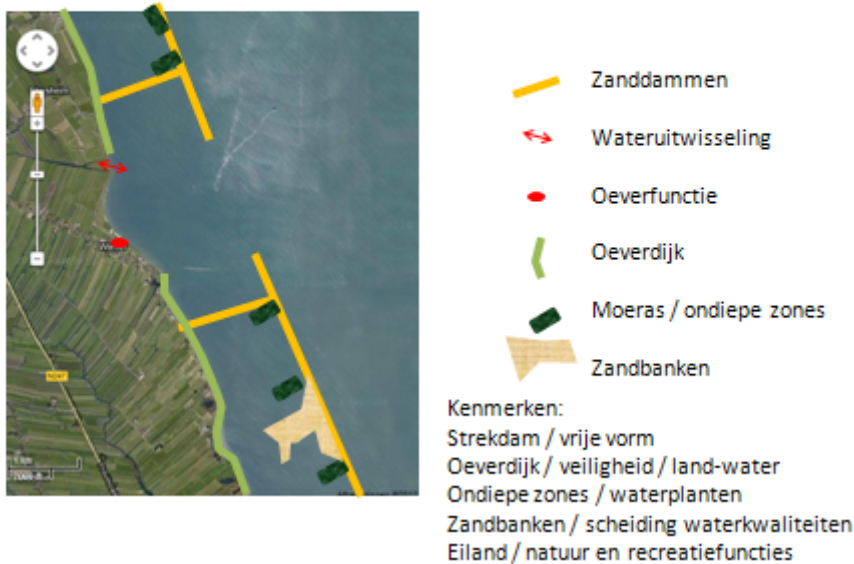 Zanddammen
Wateruitwisseling
Oeverfunctie
Oeverdijk
Moeras / ondiepe zones
Zandbanken
Kenmerken:
Strekdam / vrije vorm
Oeverdijk / veiligheid / land-water
Ondiepe zones / waterplanten
Zandbanken / scheiding waterkwaliteiten
Eiland / natuur en recreatiefuncties